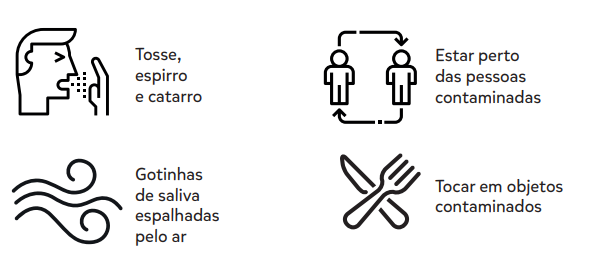 Tosse,
espirro
e catarro
Estar perto
das pessoas
contaminadas
Gotinhas
de saliva
espalhadas
pelo ar
Tocar em objetos
contaminados